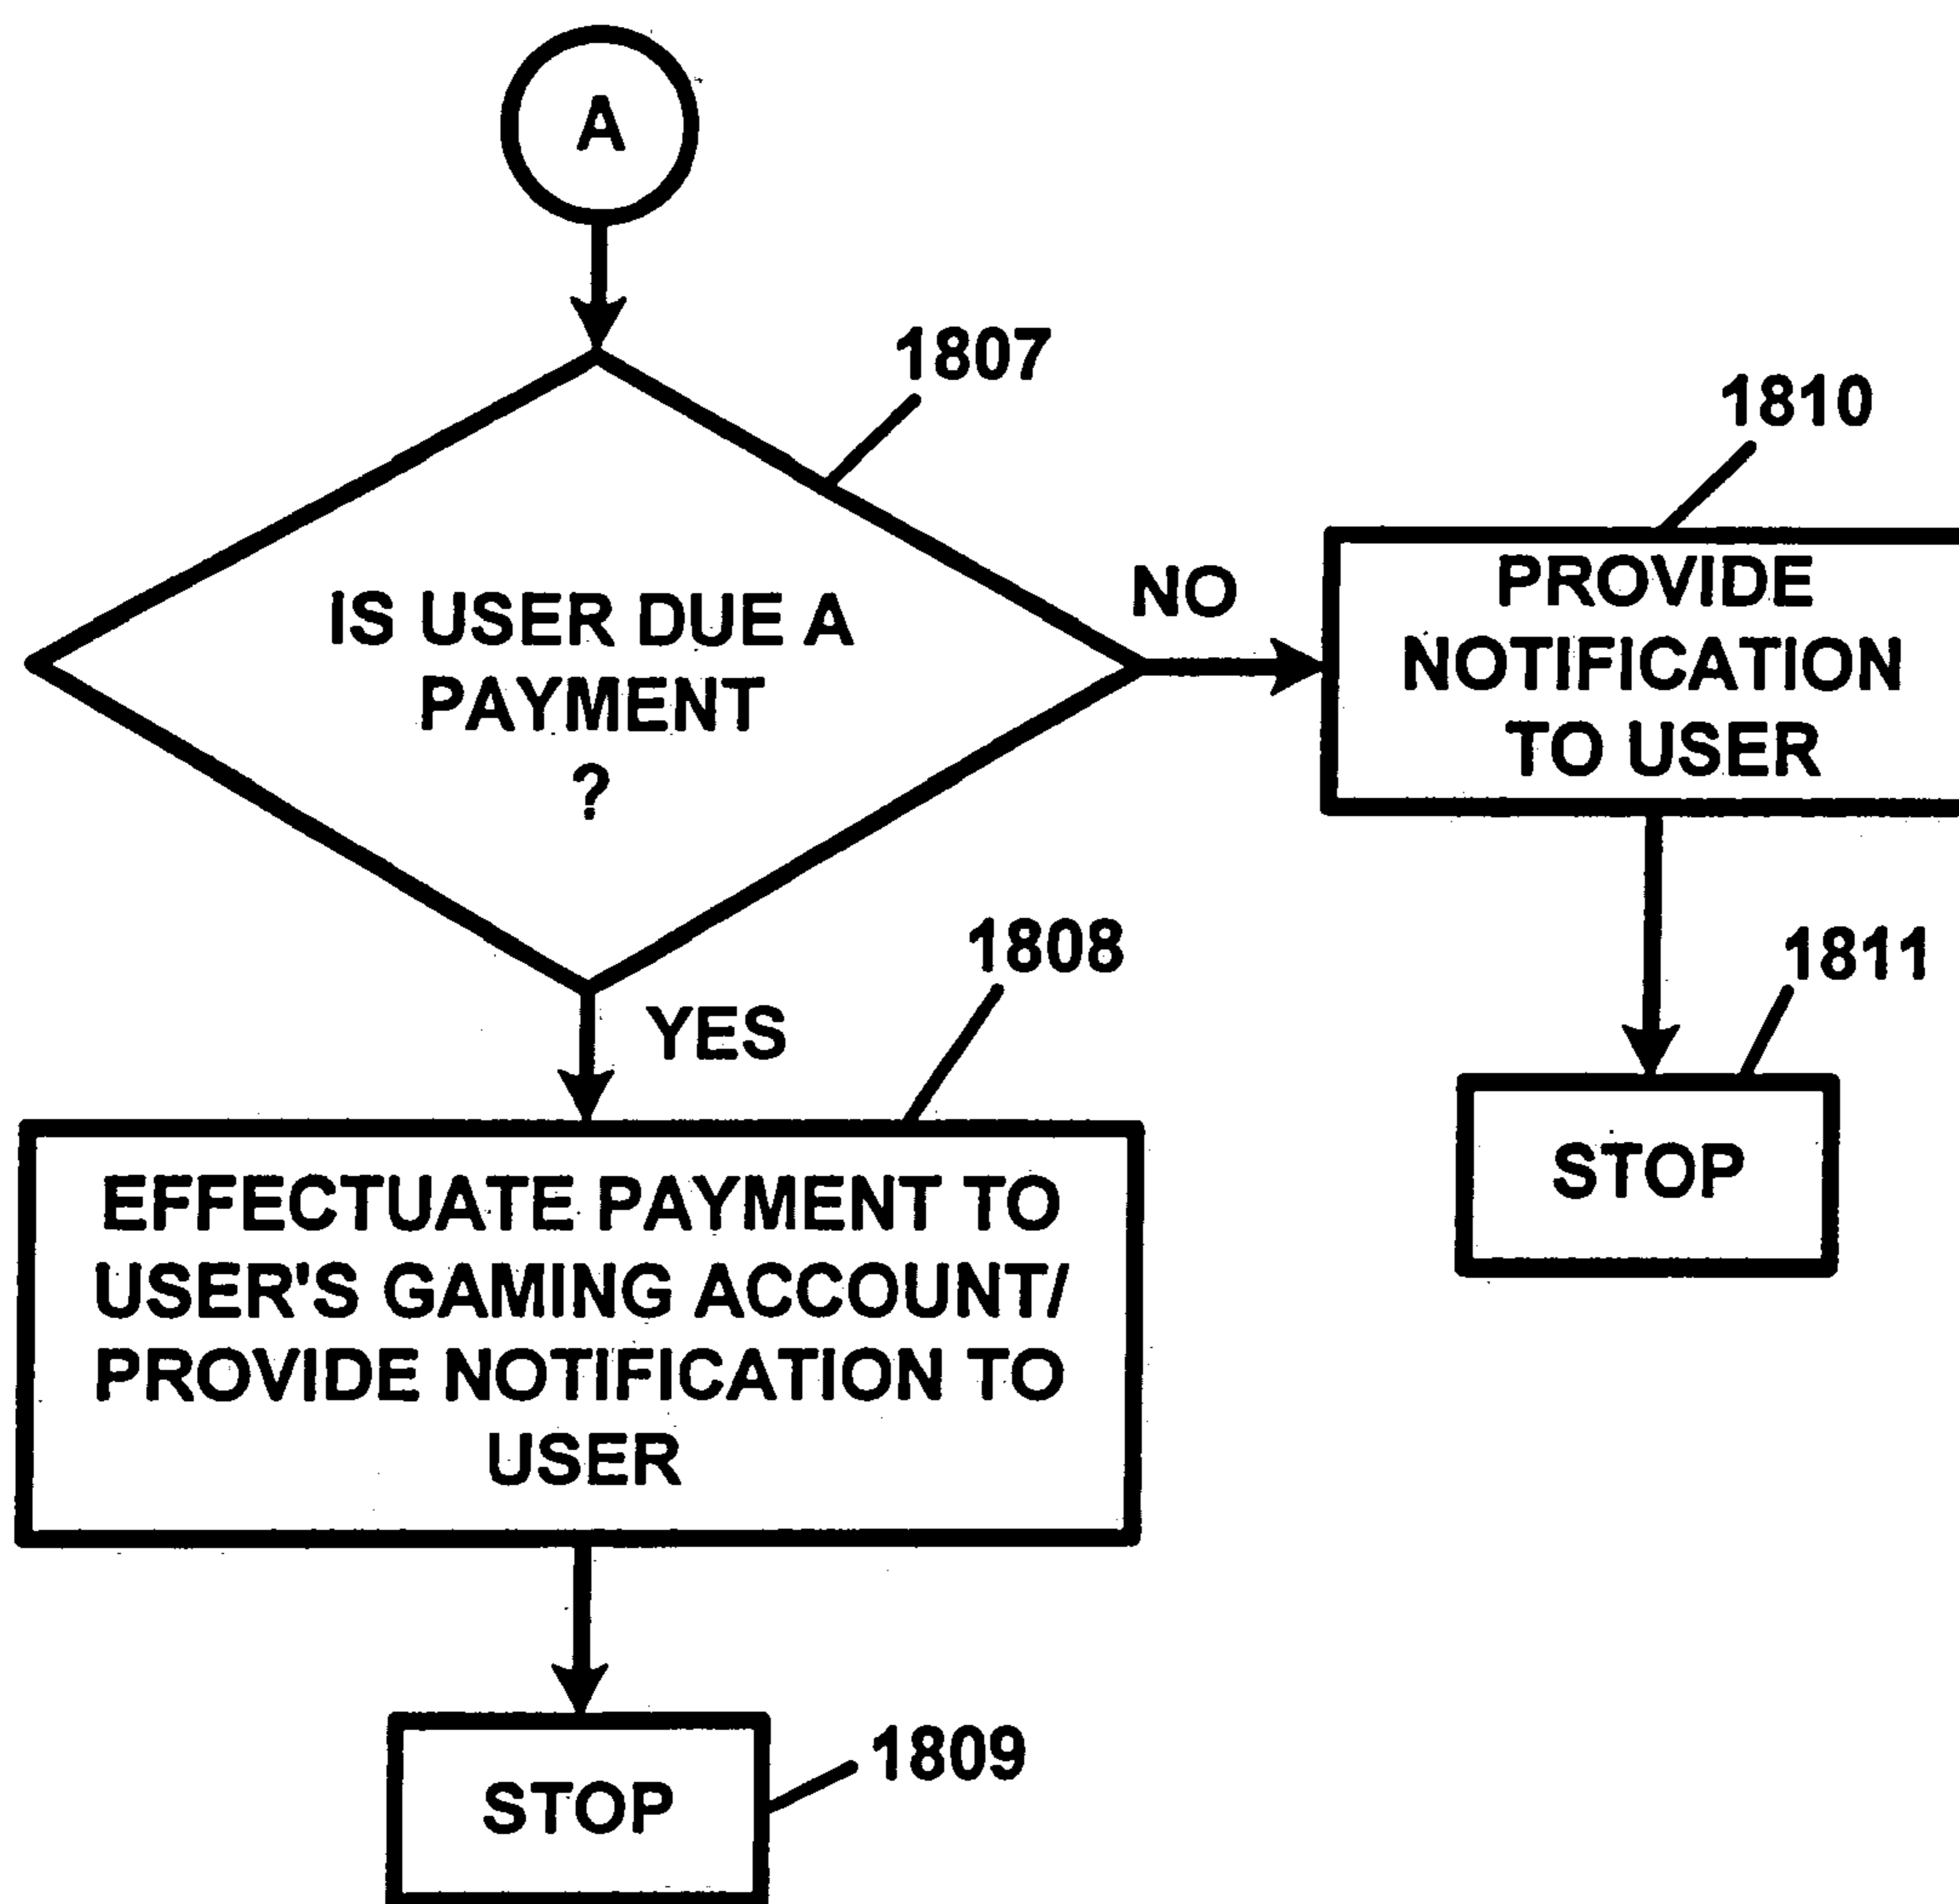 A
1807
IS USER DUE A
PAYMENT
?
NO
1810
PROVIDE
NOTIFICATION
TO USER
YES
1808
EFFECTUATE PAYMENT TO
USER'S GAMING ACCOUNT/
PROVIDE NOTIFICATION TO
USER
1811
STOP
STOP
1809